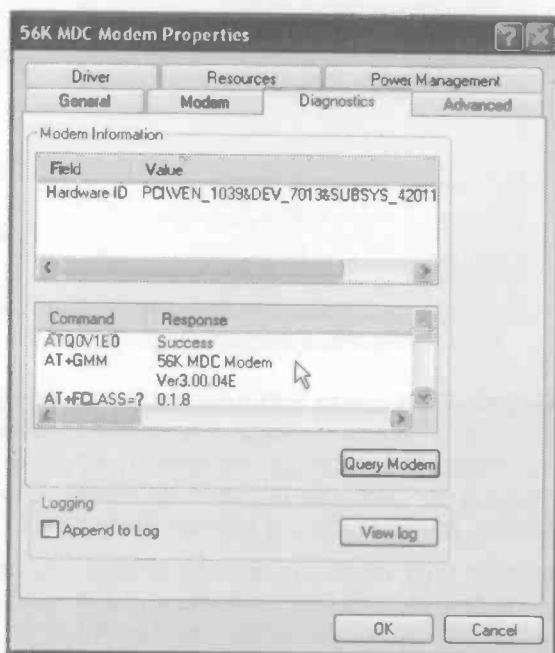 56K MDC Modem Properties
Driver Resources Power Management
General Modem Diagnostics Advanced
Modem Information
Field Value
Hardware ID PCI\VEN_1039&DEV_7013&SUBSYS_42011
Command Response
ATQ0V1E0 Success
AT+GMM 56K MDC Modem
Ver3.00.04E
AT+FCLASS=? 0.1.8
Query Modem
Logging
Append to Log View log
OK Cancel